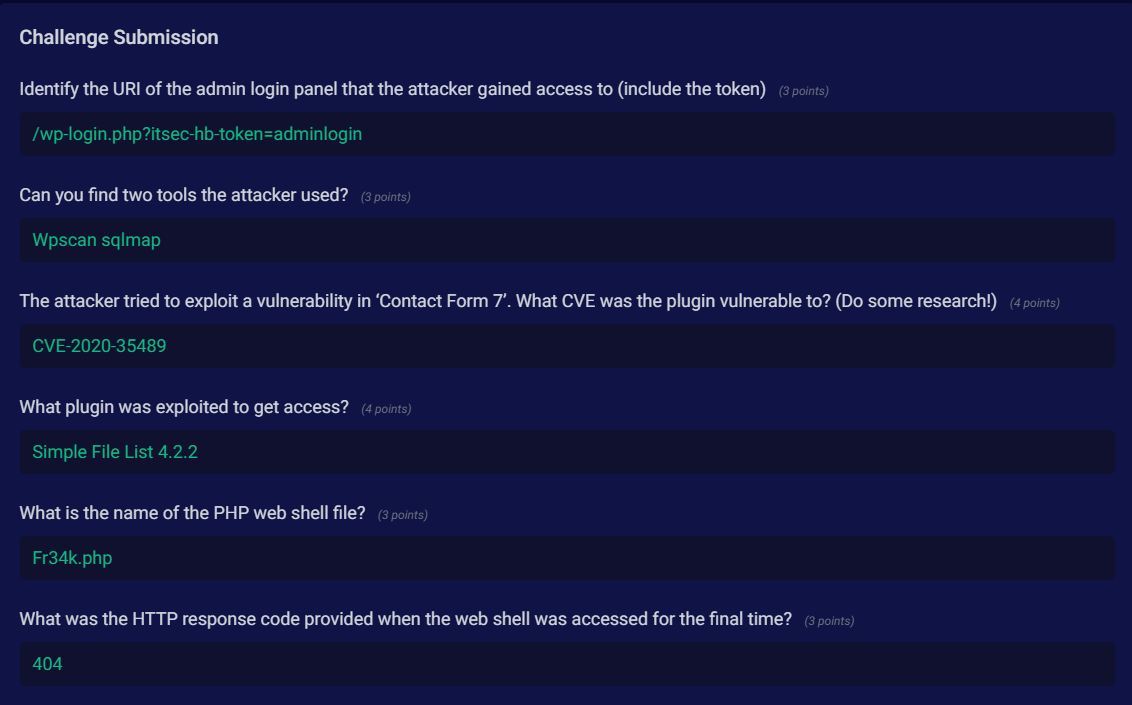 Challenge Submission
Identify the URI of the admin login panel that the attacker gained access to (include the token) (3 points)
/wp-login.php?itsec-hb-token=adminlogin
Can you find two tools the attacker used? (3 points)
Wpscan sqlmap
The attacker tried to exploit a vulnerability in ‘Contact Form 7’. What CVE was the plugin vulnerable to? (Do some research!) (4 points)
CVE-2020-35489
What plugin was exploited to get access? (4 points)
Simple File List 4.2.2
What is the name of the PHP web shell file? (3 points)
Fr34k.php
What was the HTTP response code provided when the web shell was accessed for the final time? (3 points)
404